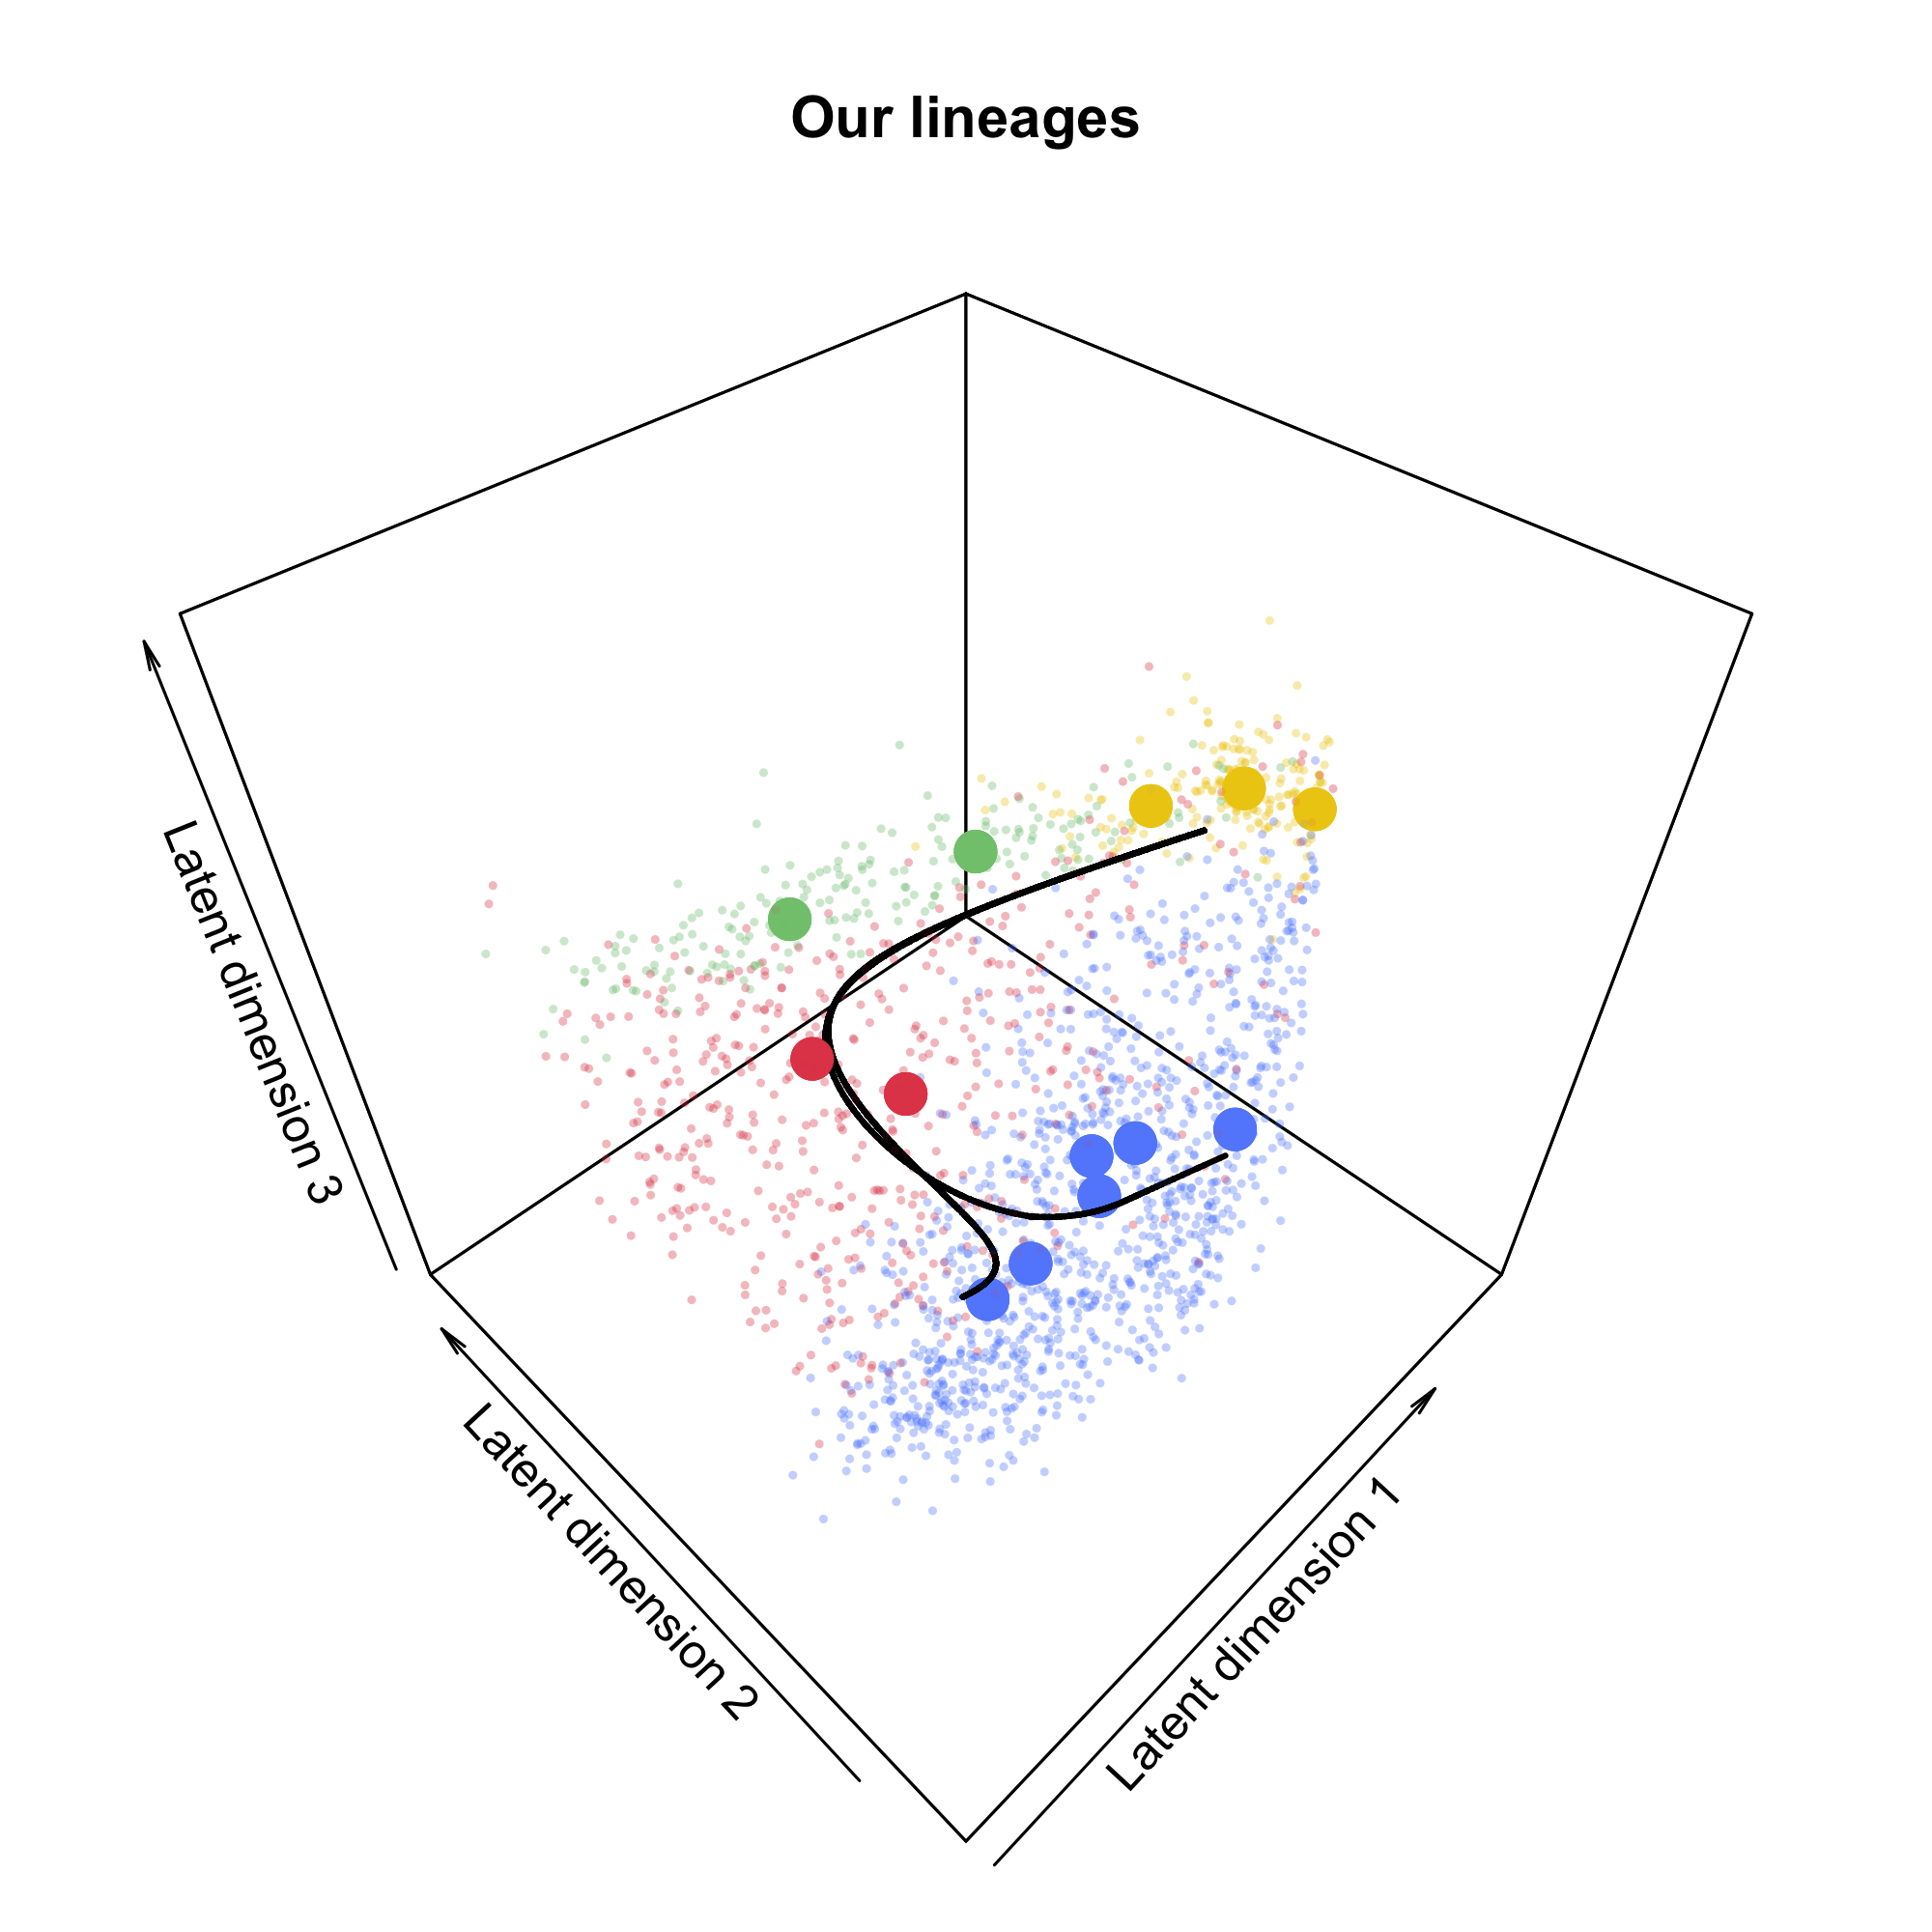 Our lineages
Latent dimension 3
Latent dimension 2
Latent dimension 1